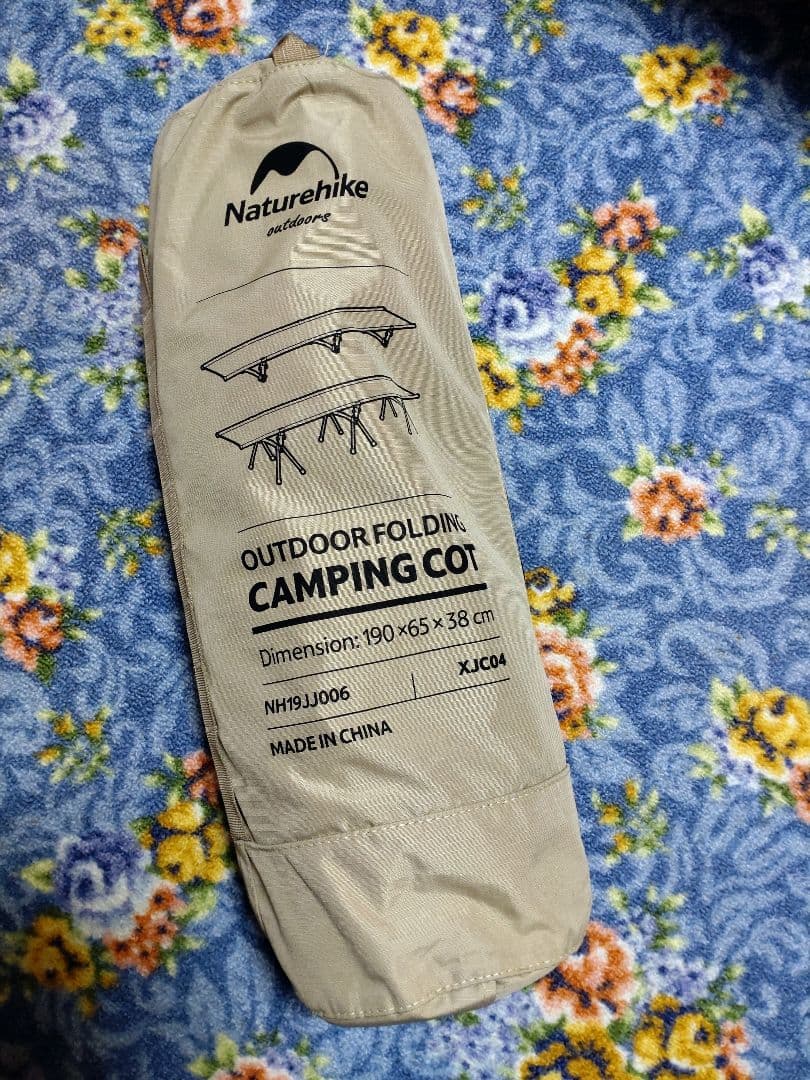 Naturehike
outdoors
OUTDOOR FOLDING
CAMPING COT
Dimension: 190×65×38 cm
NH19JJ006 | XJC04
MADE IN CHINA